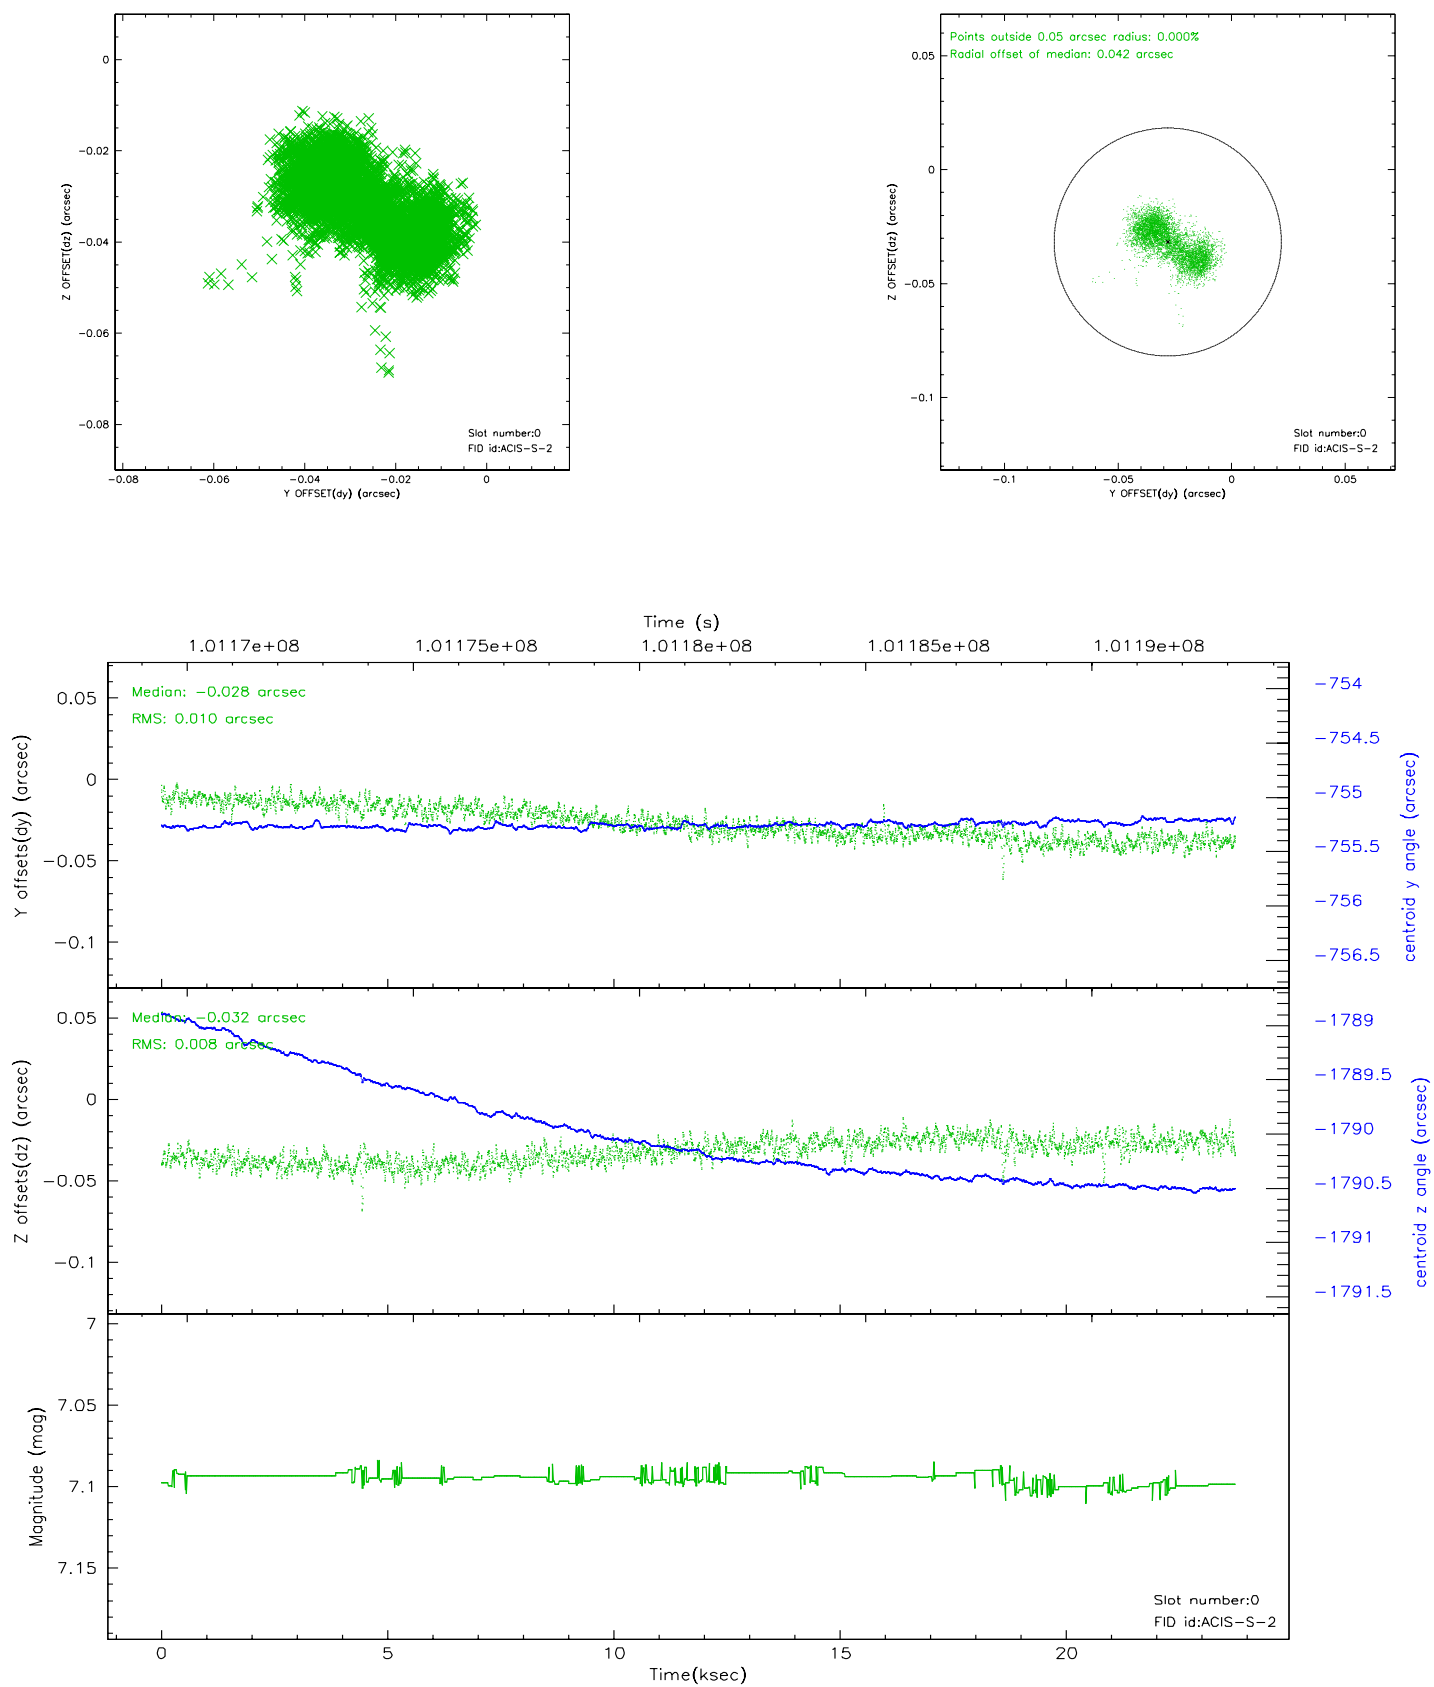 0
-0.02
-0.04
-0.06
-0.08
Z OFFSET(dz) (arcsec)
Slot number:0
FID id:ACIS-S-2
-0.08 -0.06 -0.04 -0.02 0
Y OFFSET(dy) (arcsec)
Points outside 0.05 arcsec radius: 0.000%
Radial offset of median: 0.042 arcsec
0.05
0
-0.05
-0.1
Z OFFSET(dz) (arcsec)
Slot number:0
FID id:ACIS-S-2
-0.1 -0.05 0 0.05
Y OFFSET(dy) (arcsec)
Time (s)
1.0117e+08 1.01175e+08 1.0118e+08 1.01185e+08 1.0119e+08
Median: -0.028 arcsec
RMS: 0.010 arcsec
0.05
0
-0.05
-0.1
Y offsets(dy) (arcsec)
-754
-754.5
-755
-755.5
-756
-756.5
centroid y angle (arcsec)
Median: -0.032 arcsec
RMS: 0.008 arcsec
0.05
0
-0.05
-0.1
Z offsets(dz) (arcsec)
-1789
-1789.5
-1790
-1790.5
-1791
-1791.5
centroid z angle (arcsec)
7
7.05
7.1
7.15
Magnitude (mag)
Slot number:0
FID id:ACIS-S-2
0 5 10 15 20
Time(ksec)